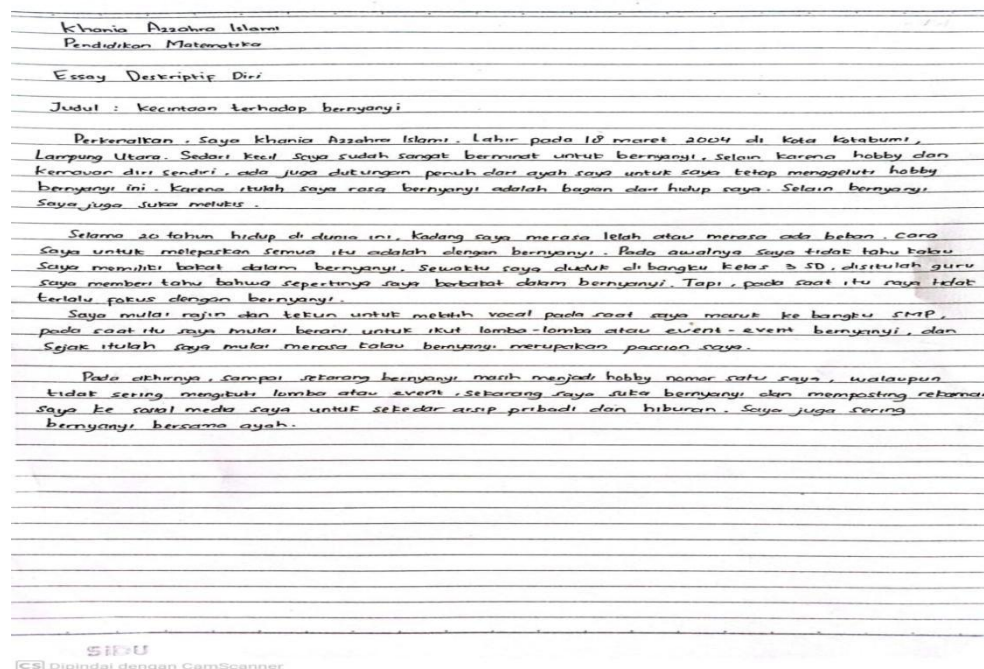 Khania Azzahra Islami
Pendidikan Matematika
Essay Deskriptif Diri
Judul : Kecintaan terhadap bernyanyi
Perkenalkan, Saya Khania Azzahra Islami. Lahir pada 18 maret 2004 di Kota Kotabumi,
Lampung Utara. Sedari kecil saya sudah sangat berminat untuk bernyanyi, selain karena hobby dan
kemauan diri sendiri, ada juga dukungan penuh dari ayah saya untuk saya tetap menggeluti hobby
bernyanyi ini. Karena itulah saya rasa bernyanyi adalah bagian dari hidup saya. Selain bernyanyi
Saya juga suka melukis.
Selama 20 tahun hidup di dunia ini, kadang saya merasa lelah atau merasa ada beban. Cara
Saya untuk melepaskan semua itu adalah dengan bernyanyi. Pada awalnya saya tidak tahu kalau
Saya memiliki bakat dalam bernyanyi. Sewaktu saya duduk di bangku kelas 3 SD, disitulah guru
saya memberi tahu bahwa sepertinya saya berbakat dalam bernyanyi. Tapi, pada saat itu saya tidak
terlalu fokus dengan bernyanyi.
Saya mulai rajin dan tekun untuk melatih vocal pada saat saya masuk ke bangku SMP,
pada saat itu saya mulai berani untuk ikut lomba-lomba atau event-event bernyanyi, dan
Sejak itulah saya mulai merasa kalau bernyanyi merupakan passion saya.
Pada akhirnya, sampai sekarang bernyanyi masih menjadi hobby nomor satu saya, walaupun
tidak sering mengikuti lomba atau event, sekarang saya suka bernyanyi dan memposting rekaman
saya ke sosial media saya untuk sekedar arsip pribadi dan hiburan. Saya juga sering
bernyanyi bersama ayah.
SIDU
CS Dipindai dengan CamScanner